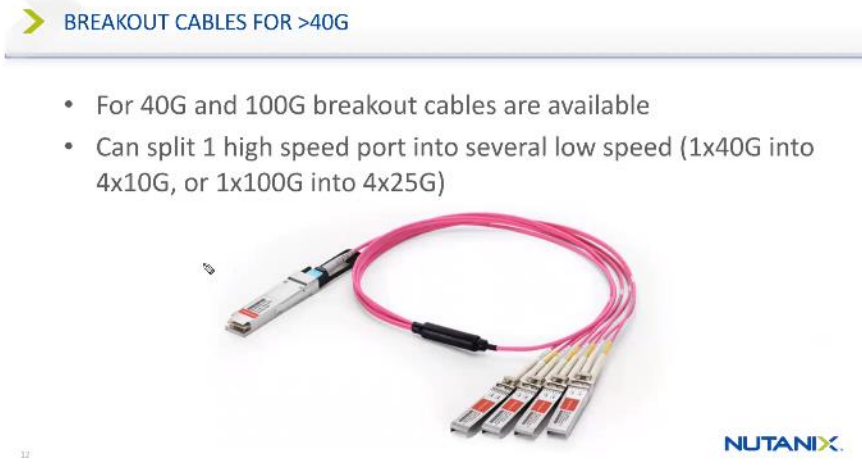 BREAKOUT CABLES FOR >40G
• For 40G and 100G breakout cables are available
• Can split 1 high speed port into several low speed (1x40G into
4x10G, or 1x100G into 4x25G)
12
NUTANIX.